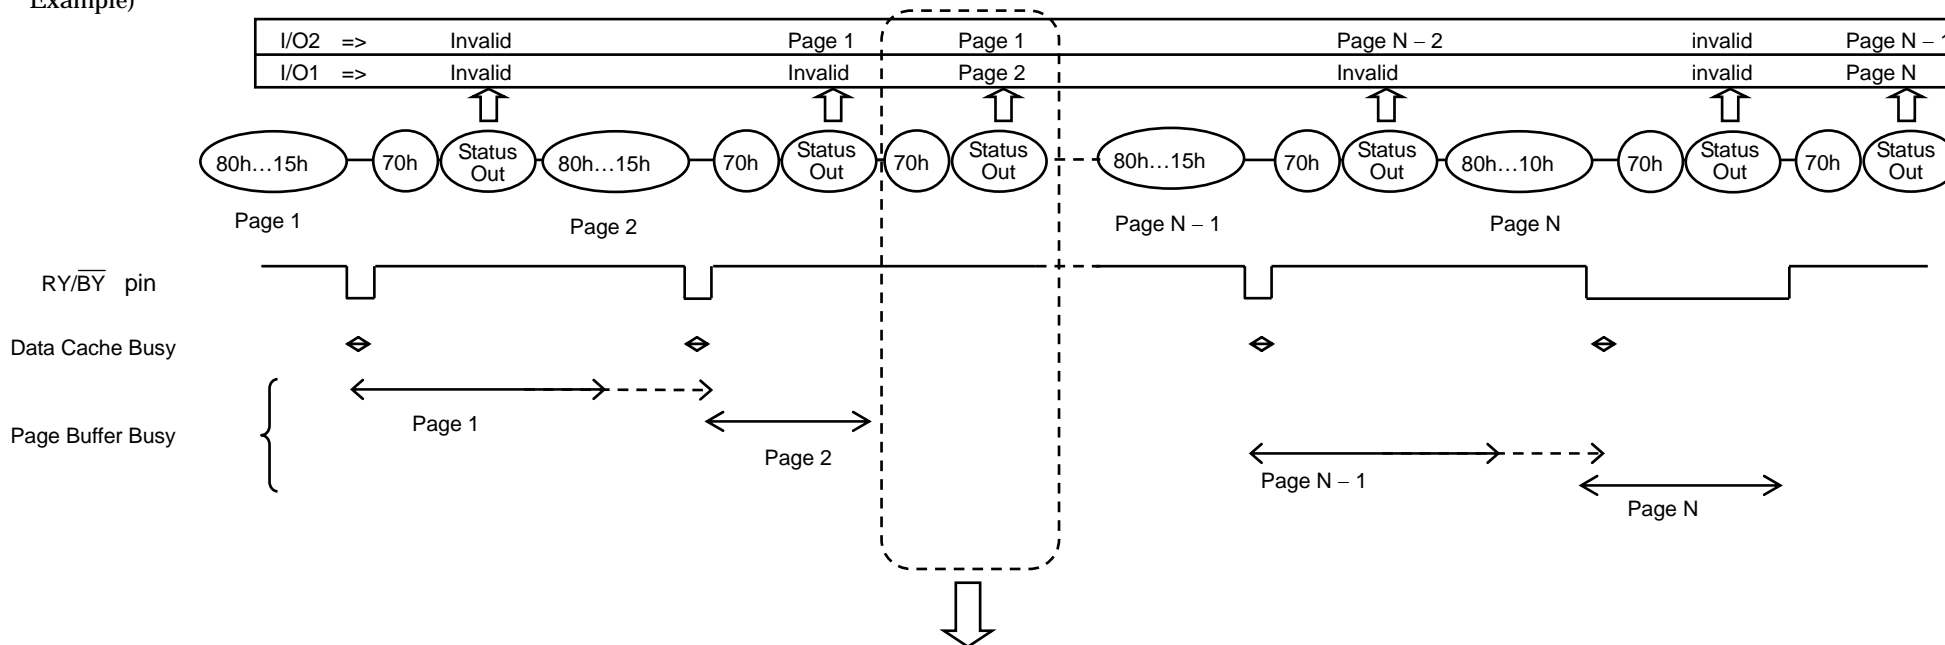 Example)
I/O2 => Invalid Page 1 Page 1 Page N – 2 invalid Page N – 1
I/O1 => Invalid Invalid Page 2 Invalid invalid Page N
80h…15h 70h Status Out 80h…15h 70h Status Out 70h Status Out 80h…15h 70h Status Out 80h…10h 70h Status Out 70h Status Out
Page 1 Page 2 Page N – 1 Page N
RY/B̅Y̅ pin
Data Cache Busy
Page 1
Page Buffer Busy
Page 2
Page N – 1
Page N